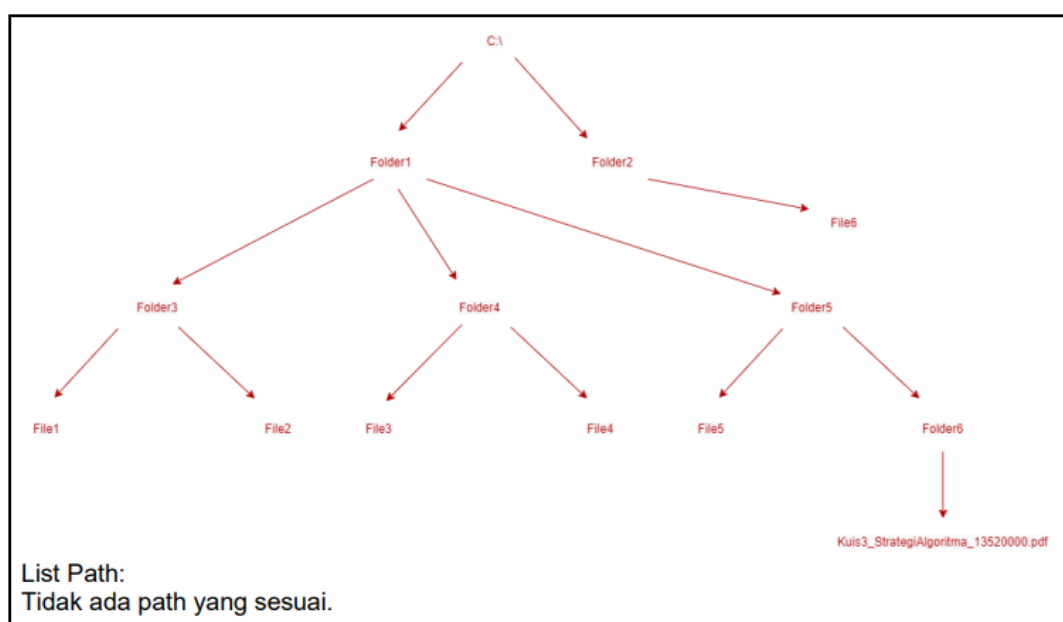 C:\
Folder1
Folder2
File6
Folder3
Folder4
Folder5
File1
File2
File3
File4
File5
Folder6
Kuis3_StrategiAlgoritma_13520000.pdf
List Path:
Tidak ada path yang sesuai.